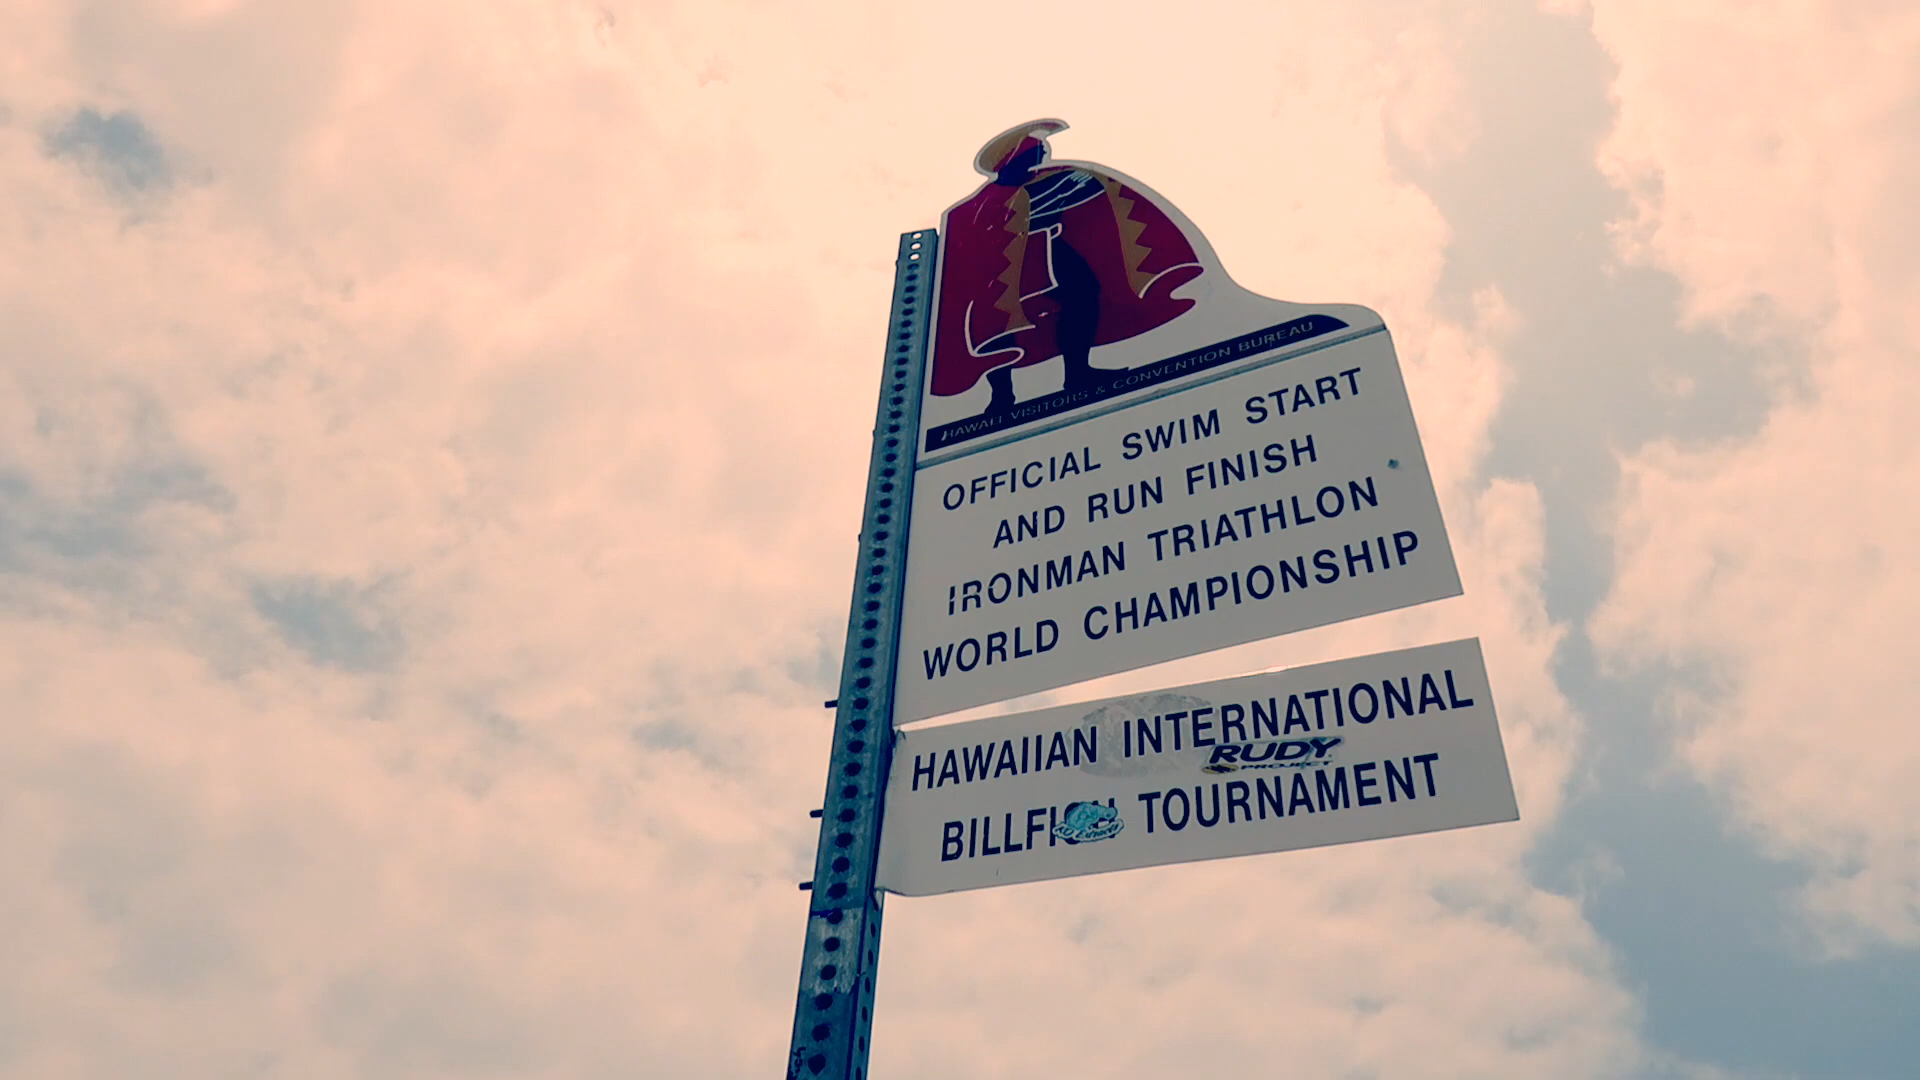 HAWAI'I VISITORS & CONVENTION BUREAU
OFFICIAL SWIM START
AND RUN FINISH
IRONMAN TRIATHLON
WORLD CHAMPIONSHIP
HAWAIIAN INTERNATIONAL
RUDY
PROJECT
BILLFISH TOURNAMENT